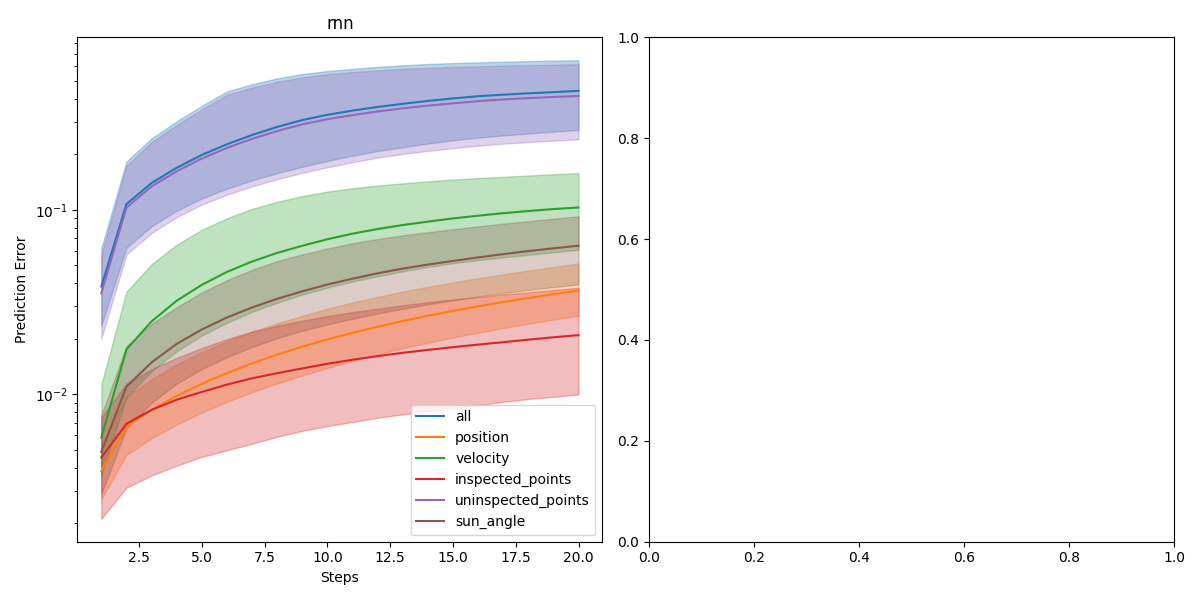 rnn
Prediction Error
10⁻¹
10⁻²
2.5 5.0 7.5 10.0 12.5 15.0 17.5 20.0
Steps
all
position
velocity
inspected_points
uninspected_points
sun_angle
1.0
0.8
0.6
0.4
0.2
0.0
0.0 0.2 0.4 0.6 0.8 1.0